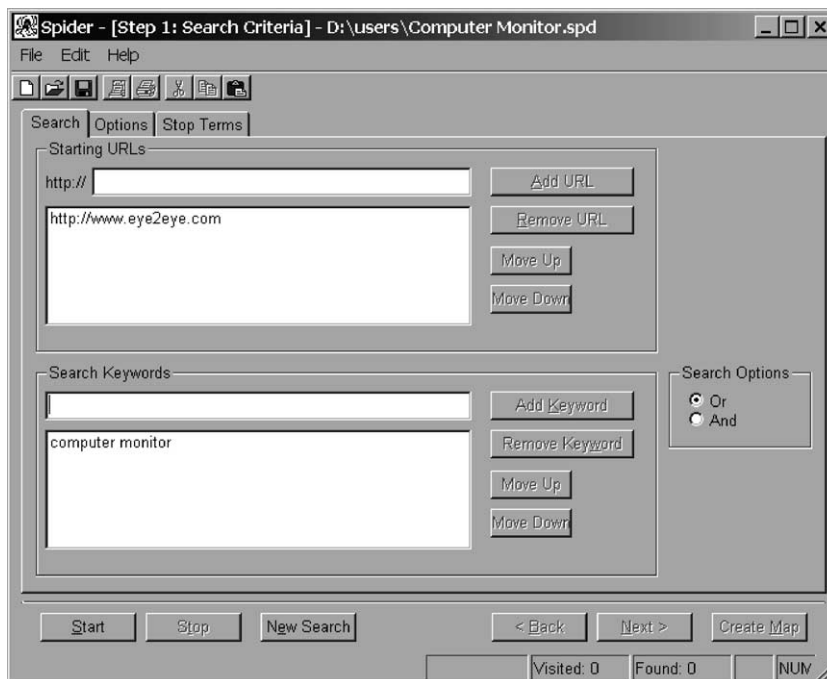 Spider - [Step 1: Search Criteria] - D:\users\Computer Monitor.spd
File Edit Help
Search Options Stop Terms
Starting URLs
http:// Add URL
http://www.eye2eye.com
Remove URL
Move Up
Move Down
Search Keywords
Search Options
Add Keyword
Or
And
computer monitor
Remove Keyword
Move Up
Move Down
Start Stop New Search < Back Next > Create Map
Visited: 0 Found: 0 NUM